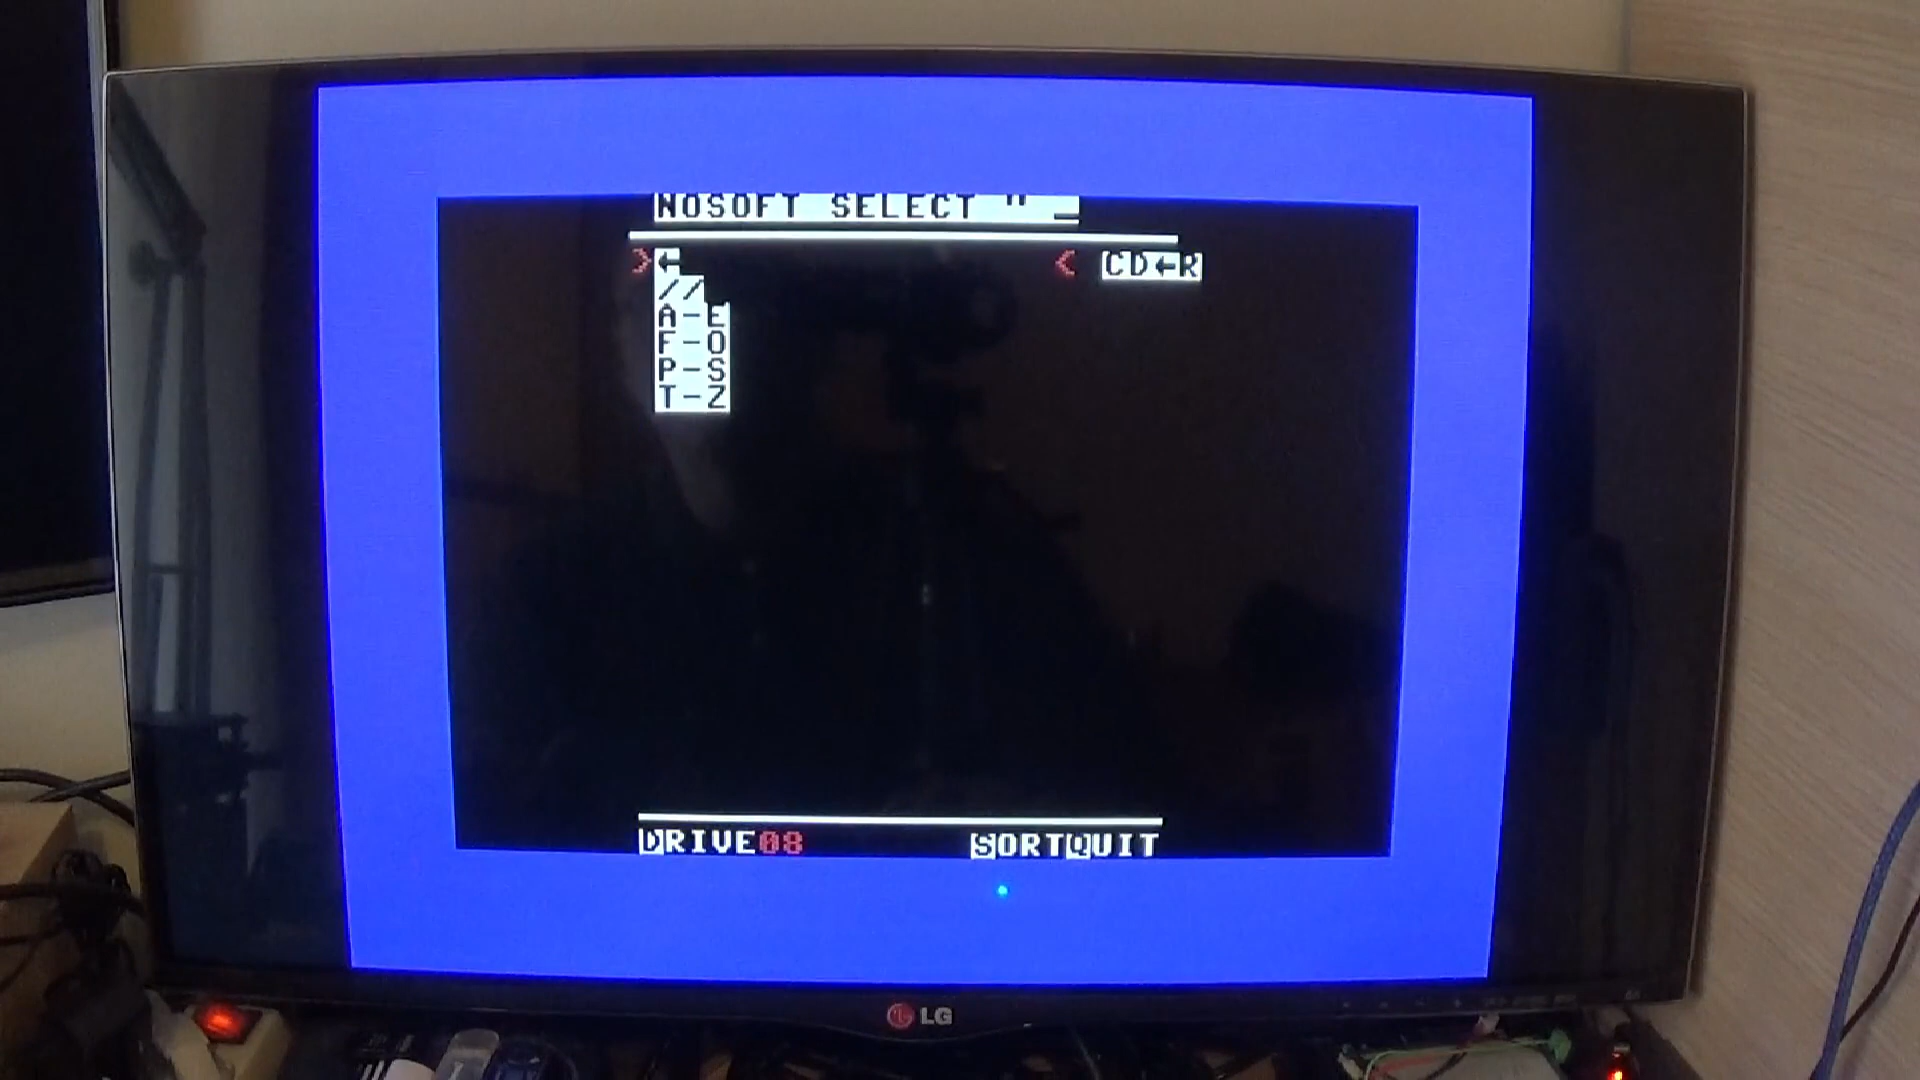 NOSOFT SELECT " _
>← < CD←R
//
A-E
F-O
P-S
T-Z
DRIVE08 SORTQUIT
LG